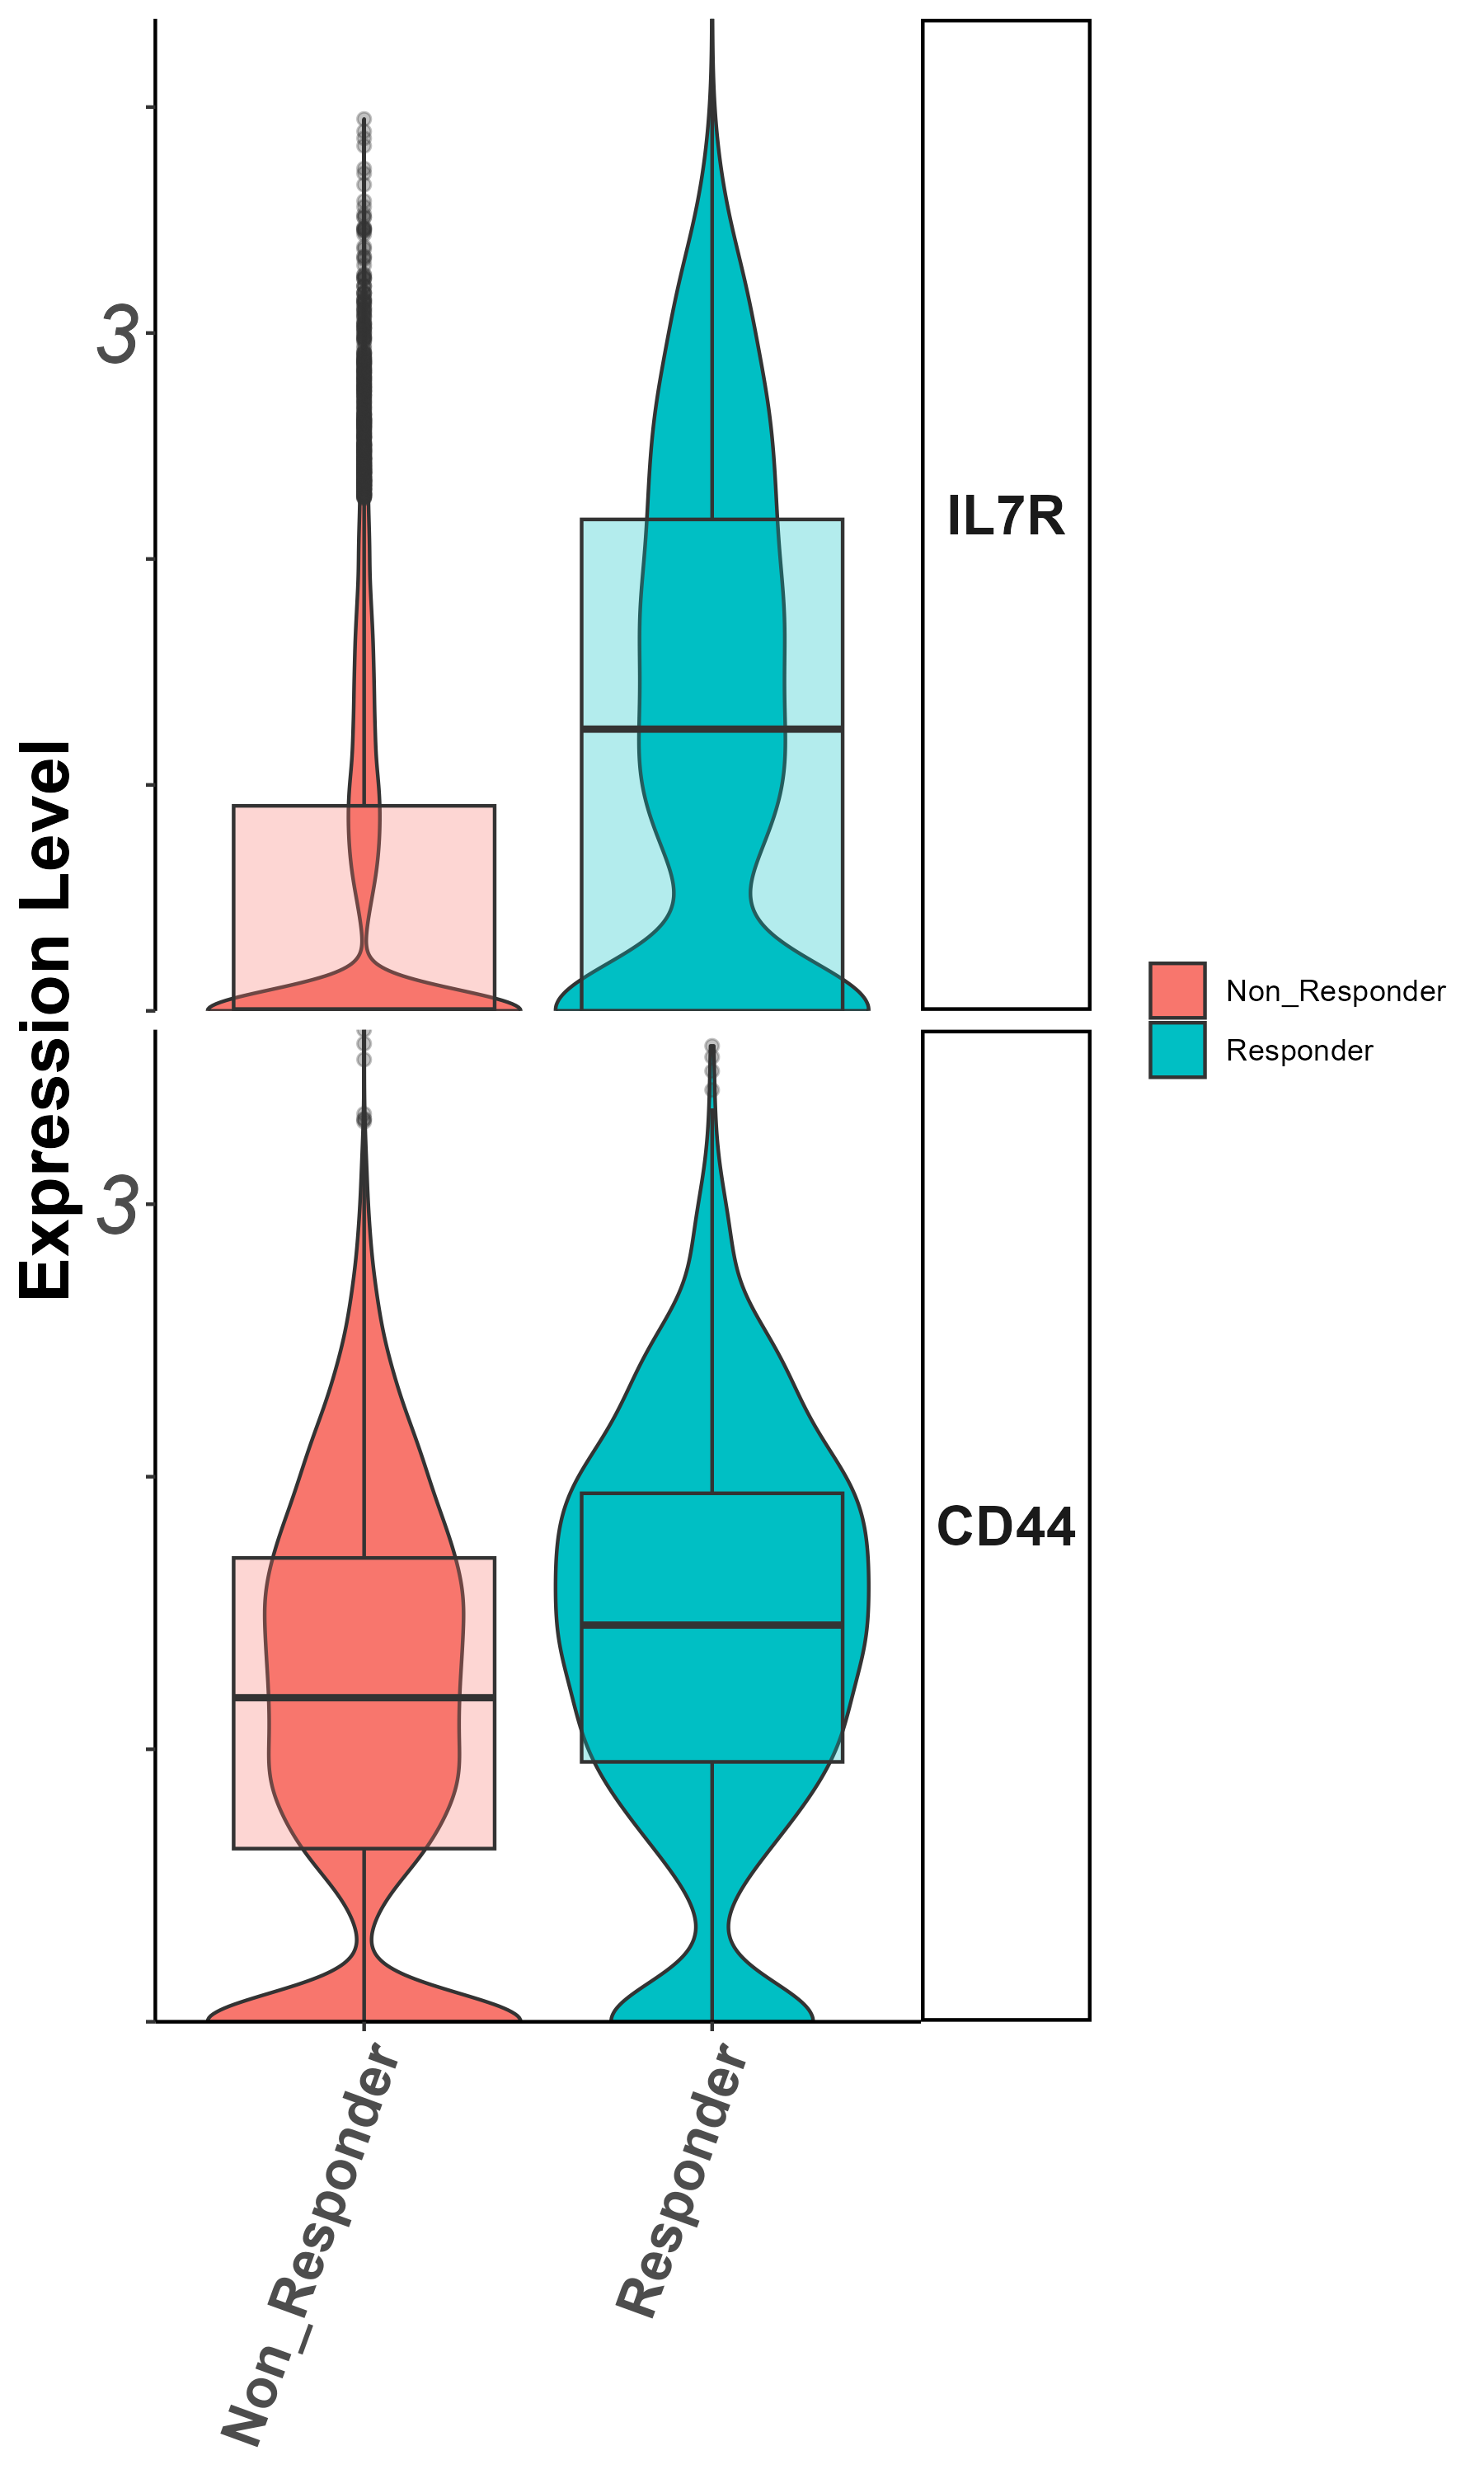 Expression Level
3
IL7R
3
CD44
Non_Responder
Responder
Non_Responder
Responder